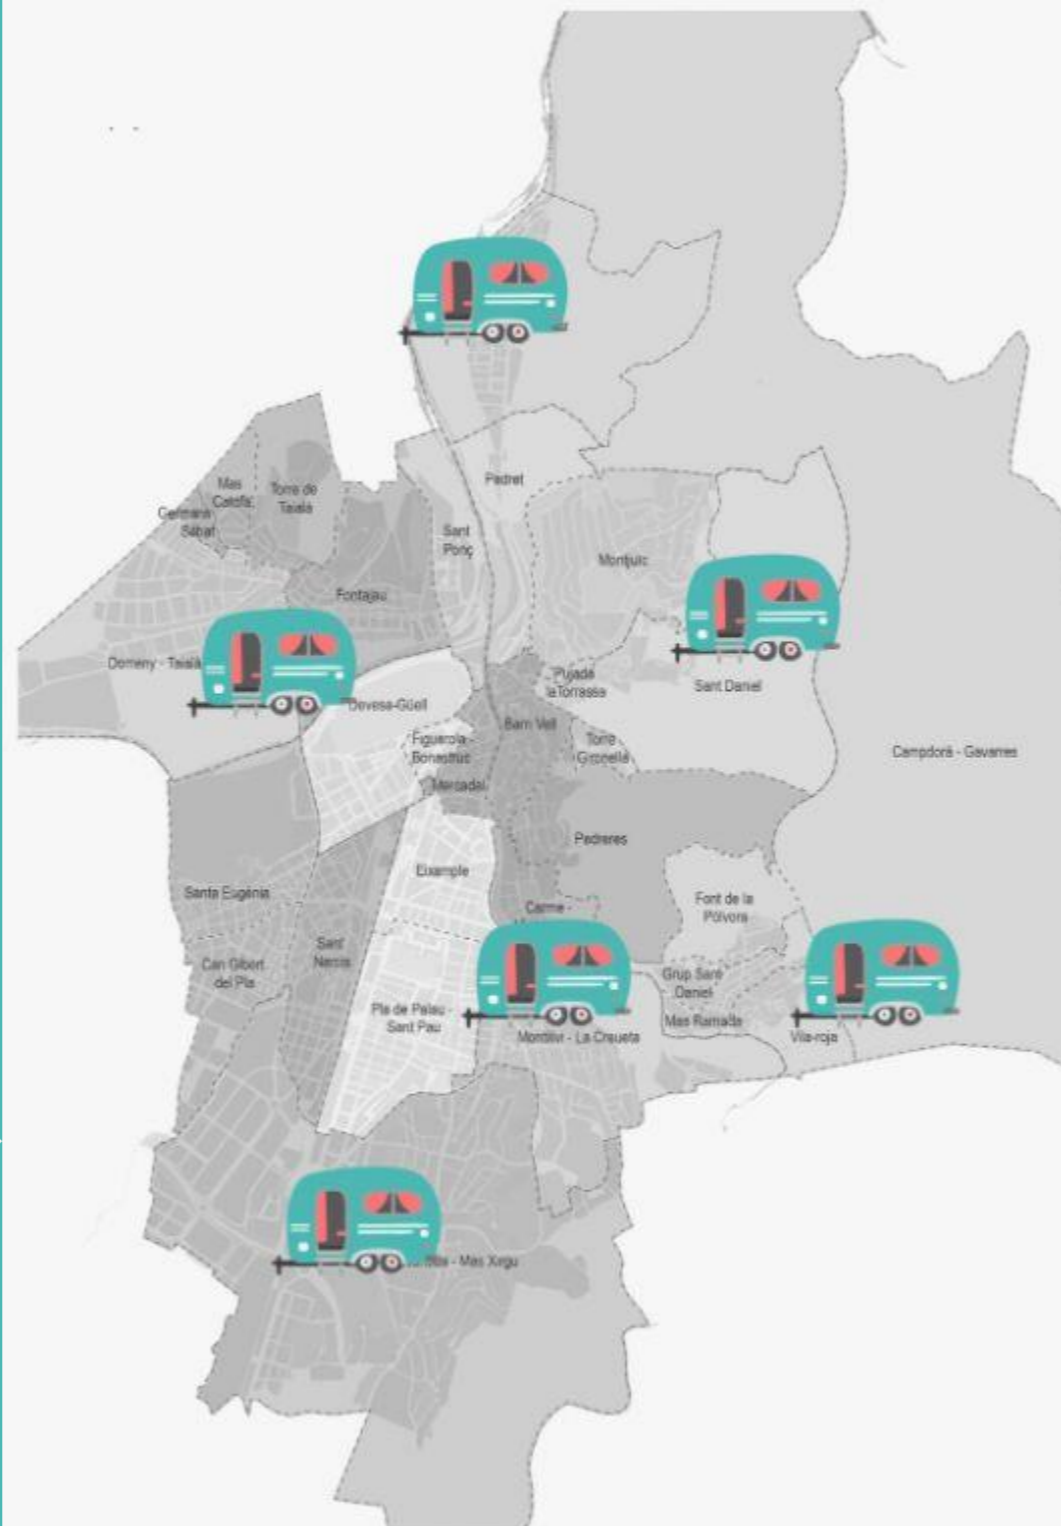 Pedret
Mas
Catofa
Torre de
Taialà
Germans
Sabat
Sant
Ponç
Montjuïc
Fontajau
Domeny - Taialà
Pujada
laTorrassa
Sant Daniel
Devesa-Güell
Barri Vell
Figuerola -
Bonastruc
Torre
Gironella
Campdorà - Gavarres
Mercadal
Pedreres
Eixample
Santa Eugènia
Font de la
Pólvora
Carme -
Sant
Narcís
Can Gibert
del Pla
Grup Sant
Daniel
Pla de Palau -
Sant Pau
Mas Ramada
Montilivi - La Creueta
Vila-roja
- Mas Xirgu